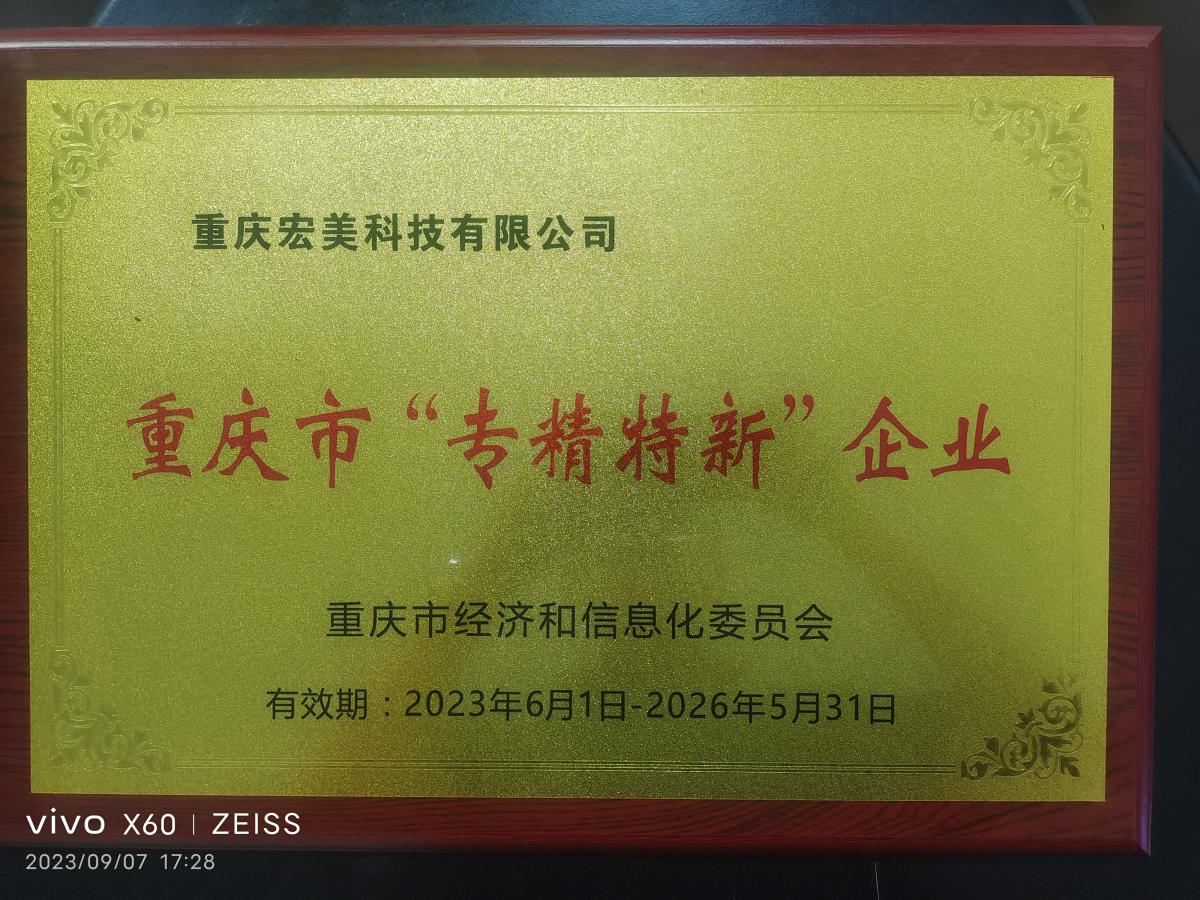 重庆宏美科技有限公司
重庆市“专精特新”企业
重庆市经济和信息化委员会
有效期：2023年6月1日-2026年5月31日
vivo X60 | ZEISS
2023/09/07 17:28